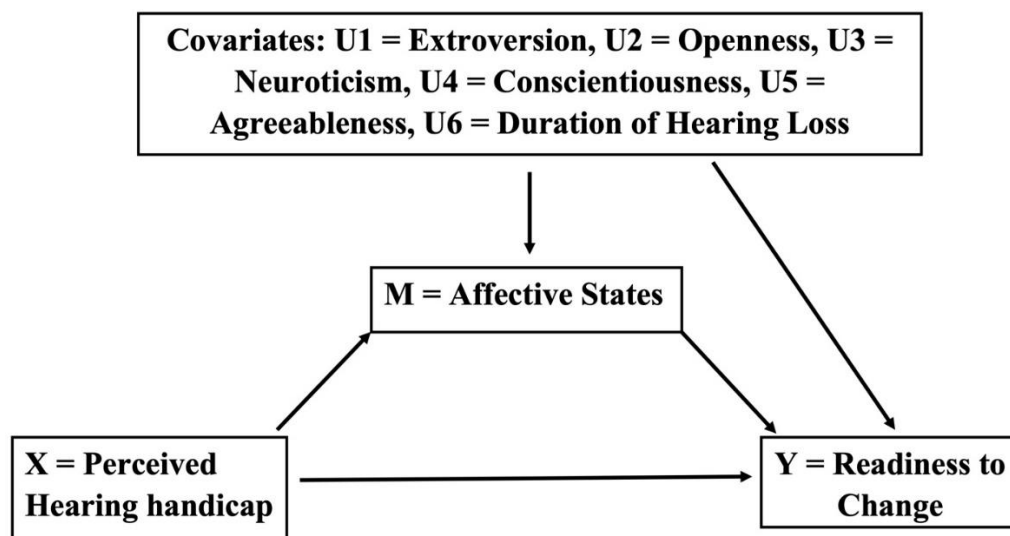 Covariates: U1 = Extroversion, U2 = Openness, U3 =
Neuroticism, U4 = Conscientiousness, U5 =
Agreeableness, U6 = Duration of Hearing Loss
M = Affective States
X = Perceived
Hearing handicap
Y = Readiness to
Change